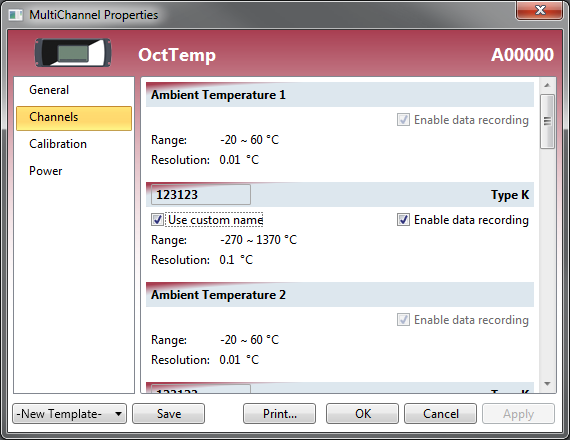 MultiChannel Properties
OctTemp A00000
General
Channels
Calibration
Power
Ambient Temperature 1
Enable data recording
Range: -20 ~ 60 °C
Resolution: 0.01 °C
123123 Type K
Use custom name Enable data recording
Range: -270 ~ 1370 °C
Resolution: 0.1 °C
Ambient Temperature 2
Enable data recording
Range: -20 ~ 60 °C
Resolution: 0.01 °C
123123 Type K
-New Template- Save Print... OK Cancel Apply